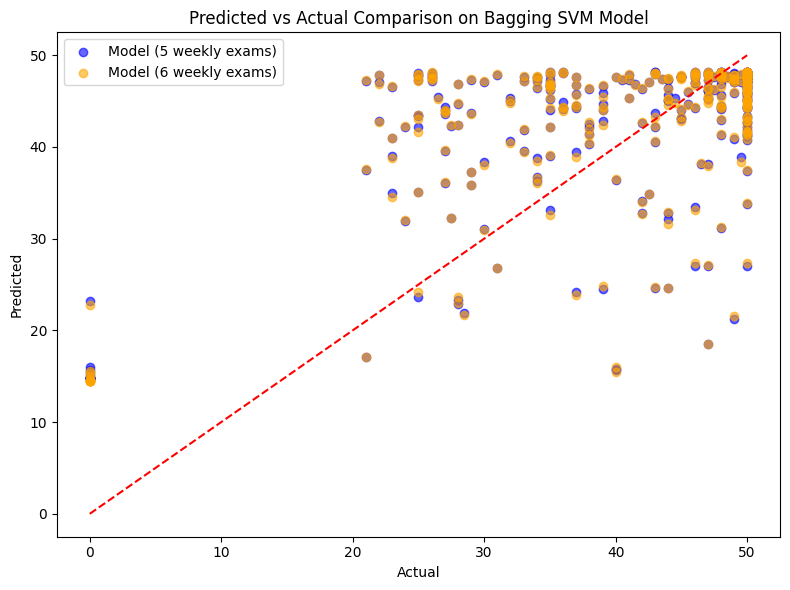 Predicted vs Actual Comparison on Bagging SVM Model
Model (5 weekly exams)
Model (6 weekly exams)
Predicted
50
40
30
20
10
0
0 10 20 30 40 50
Actual